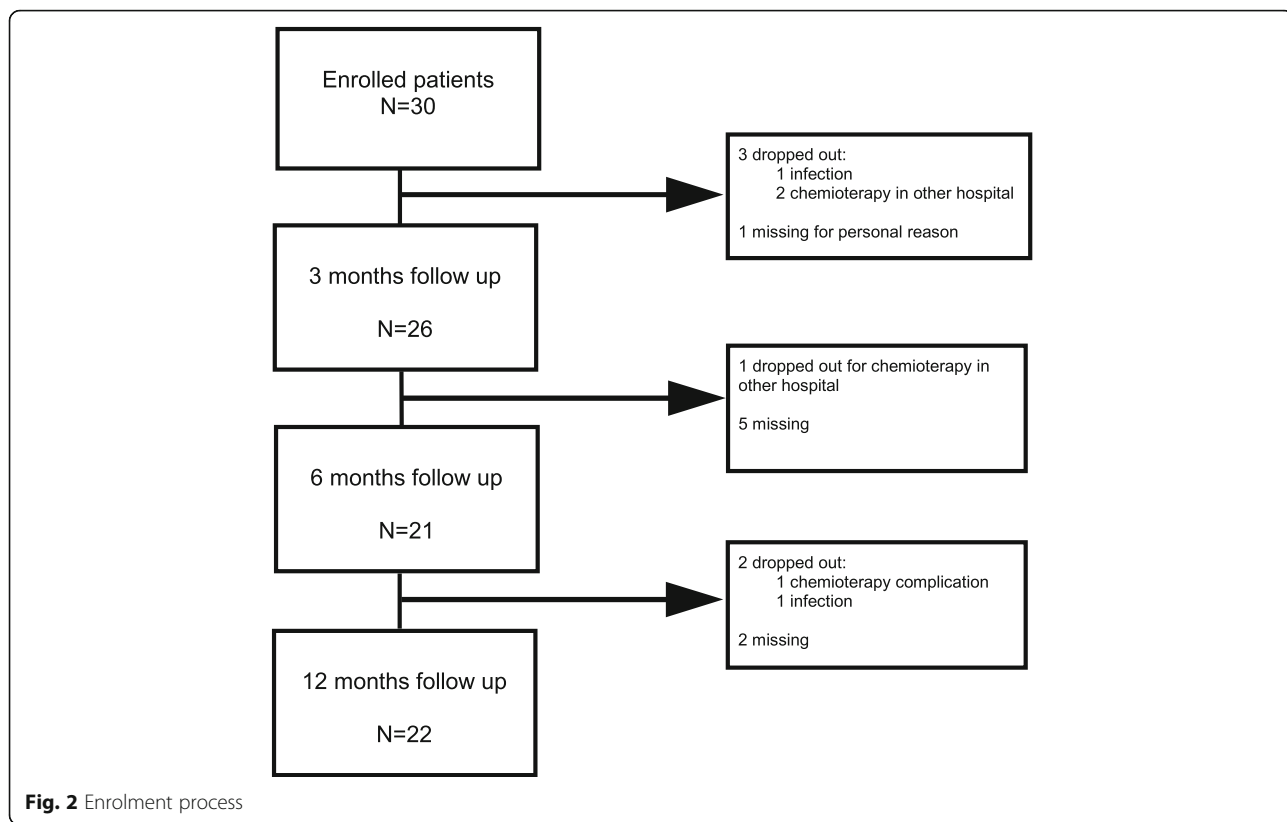 Enrolled patients
N=30
3 dropped out:
1 infection
2 chemioterapy in other hospital
1 missing for personal reason
3 months follow up
N=26
1 dropped out for chemioterapy in
other hospital
5 missing
6 months follow up
N=21
2 dropped out:
1 chemioterapy complication
1 infection
2 missing
12 months follow up
N=22
Fig. 2 Enrolment process